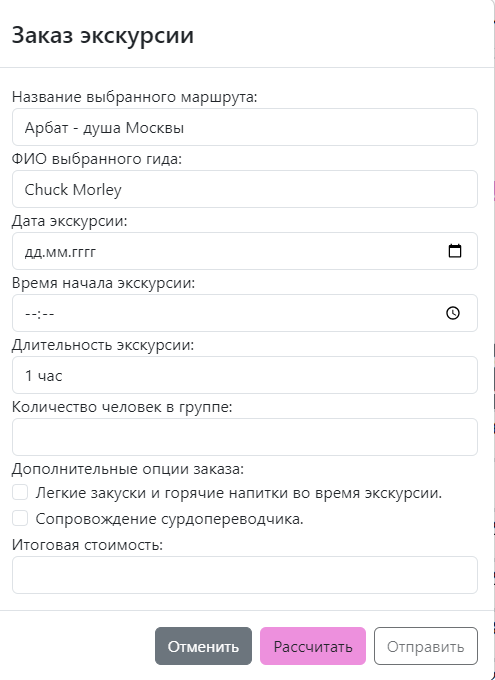 Заказ экскурсии
Название выбранного маршрута:
Арбат - душа Москвы
ФИО выбранного гида:
Chuck Morley
Дата экскурсии:
дд.мм.гггг
Время начала экскурсии:
--:--
Длительность экскурсии:
1 час
Количество человек в группе:
Дополнительные опции заказа:
Легкие закуски и горячие напитки во время экскурсии.
Сопровождение сурдопереводчика.
Итоговая стоимость:
Отменить Рассчитать Отправить